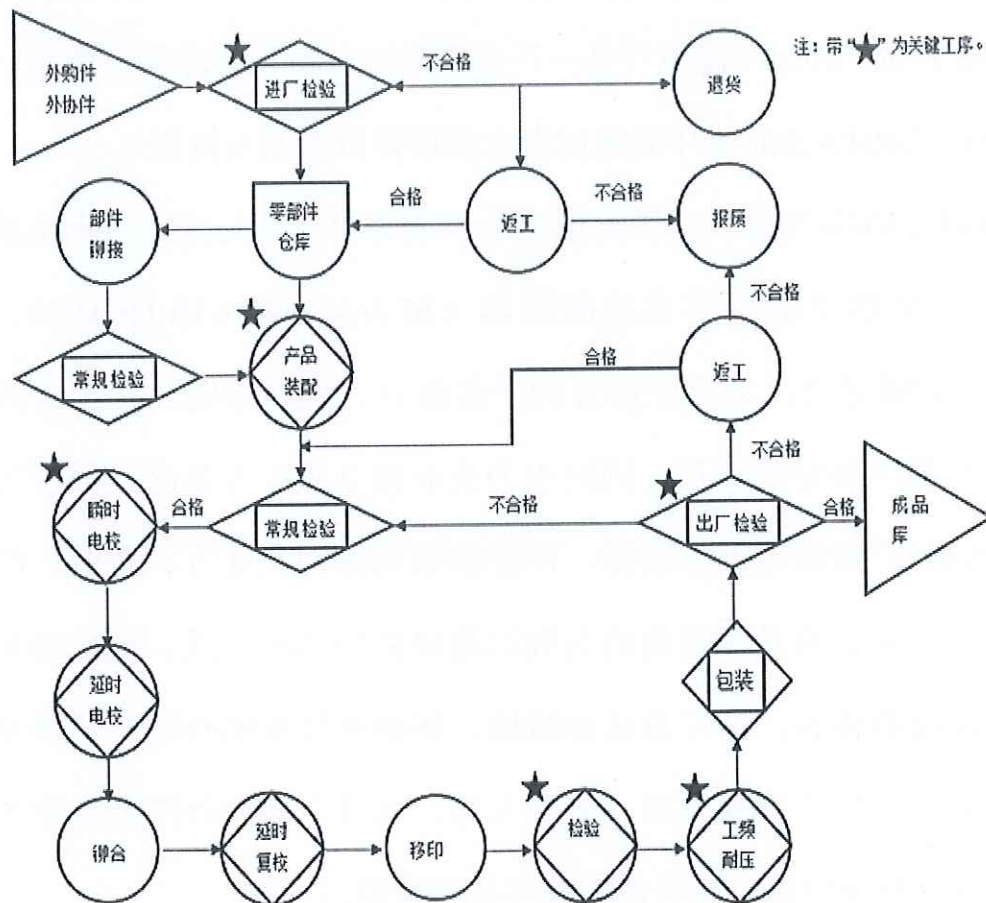 注：带“★”为关键工序。
外购件
外协件
进厂检验
不合格
退货
部件
铆接
零部件
仓库
合格
返工
不合格
报废
不合格
常规检验
产品
装配
合格
返工
不合格
瞬时
电校
合格
常规检验
不合格
出厂检验
合格
成品
库
延时
电校
包装
铆合
延时
复校
移印
检验
工频
耐压